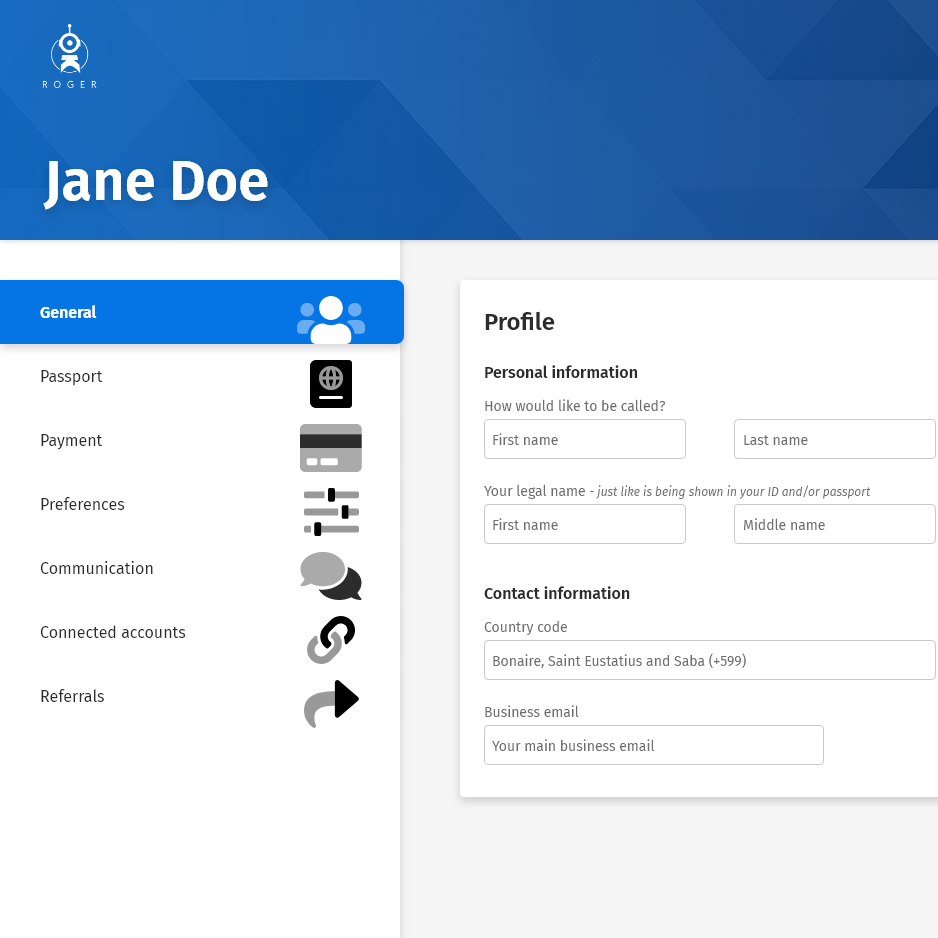 ROGER
Jane Doe
General
Passport
Payment
Preferences
Communication
Connected accounts
Referrals
Profile
Personal information
How would like to be called?
First name
Last name
Your legal name - just like is being shown in your ID and/or passport
First name
Middle name
Contact information
Country code
Bonaire, Saint Eustatius and Saba (+599)
Business email
Your main business email